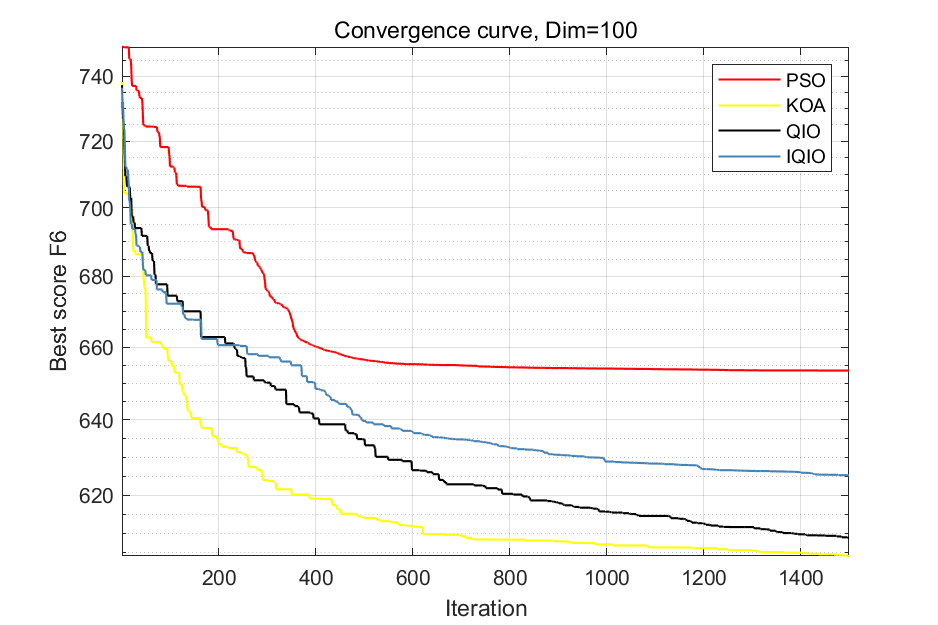 Convergence curve, Dim=100
Best score F6
740
720
700
680
660
640
620
PSO
KOA
QIO
IQIO
200 400 600 800 1000 1200 1400
Iteration